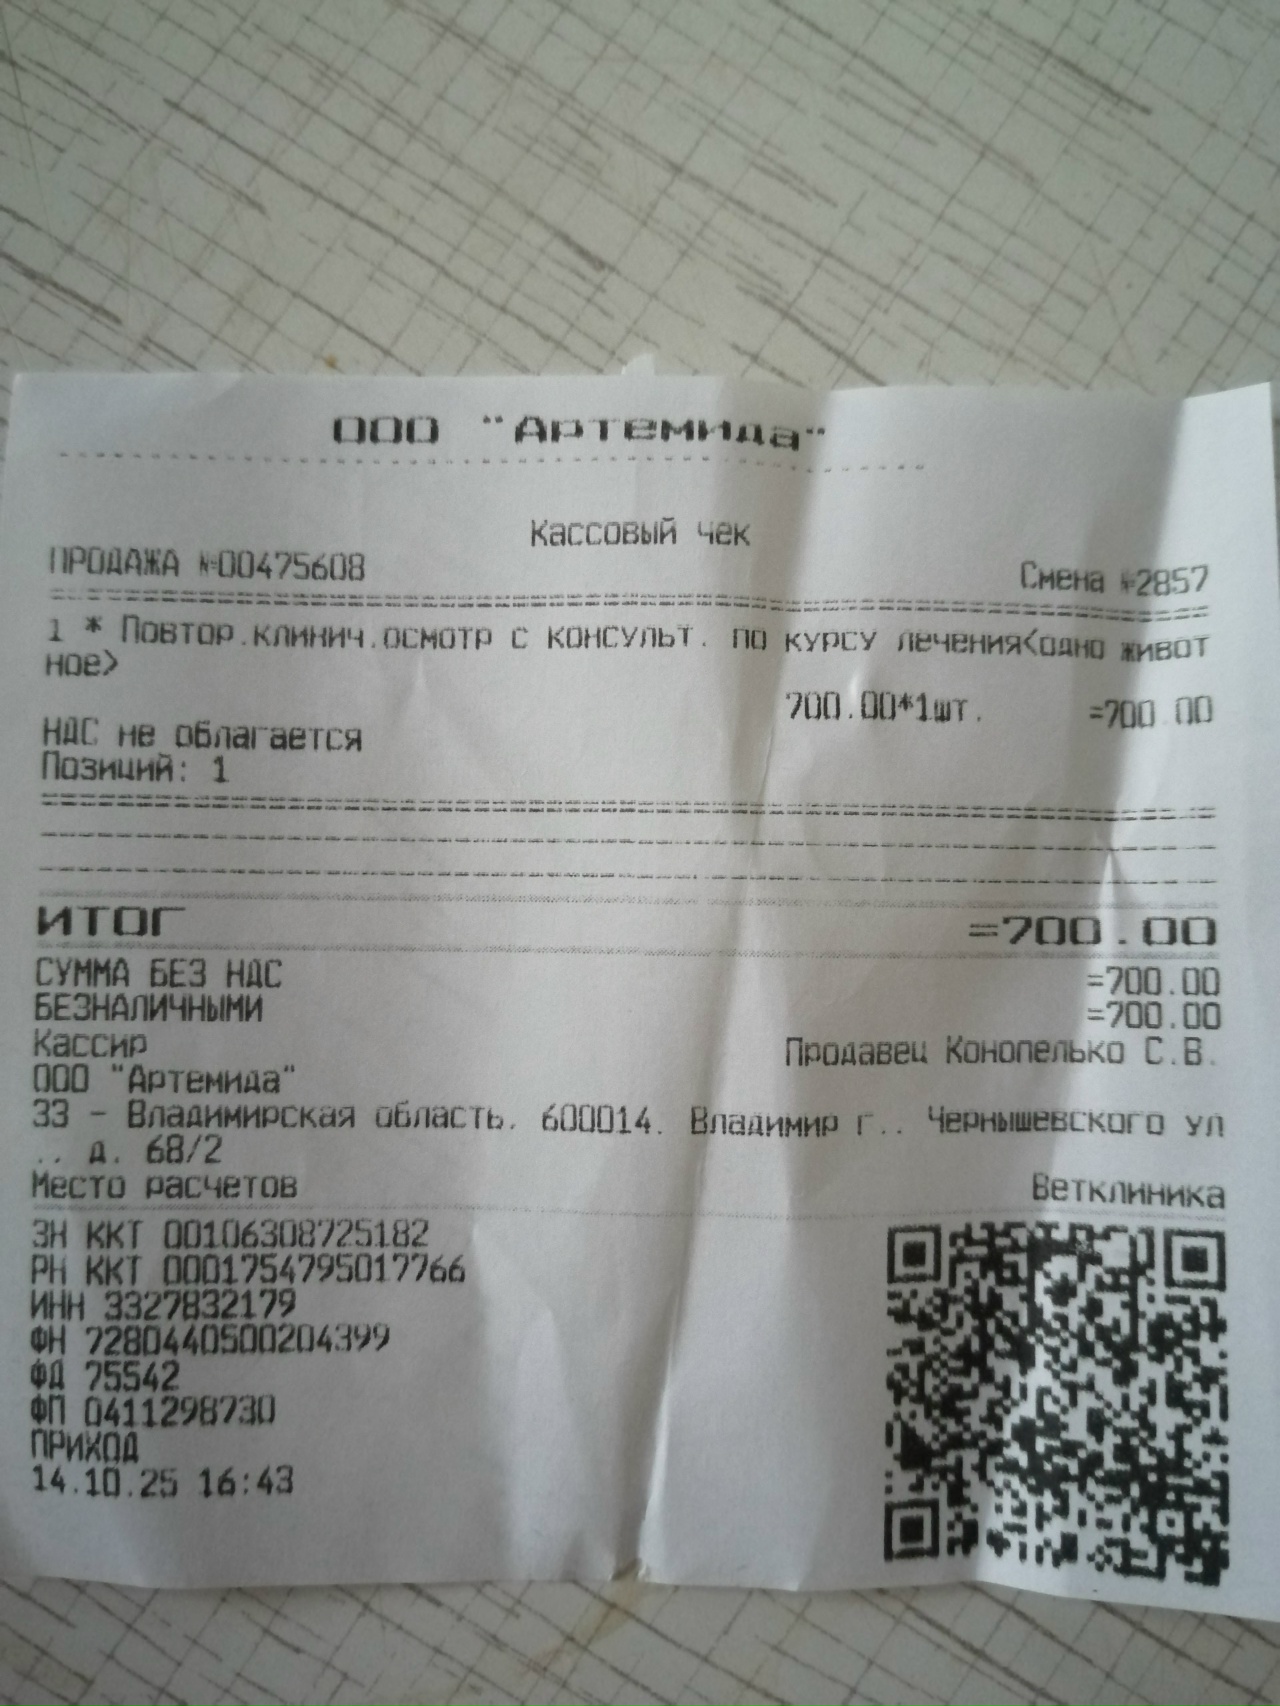 ООО "Артемида"
Кассовый чек
ПРОДАЖА №00475608 Смена №2857
1 * Повтор.клинич.осмотр с консульт. по курсу лечения<одно живот
ное>
700.00*1шт. =700.00
НДС не облагается
Позиций: 1
ИТОГ =700.00
СУММА БЕЗ НДС =700.00
БЕЗНАЛИЧНЫМИ =700.00
Кассир Продавец Конопелько С.В.
ООО "Артемида"
33 - Владимирская область, 600014, Владимир г., Чернышевского ул
., д. 68/2
Место расчетов Ветклиника
ЗН ККТ 00106308725182
РН ККТ 0001754795017766
ИНН 3327832179
ФН 7280440500204399
ФД 75542
ФП 0411298730
ПРИХОД
14.10.25 16:43